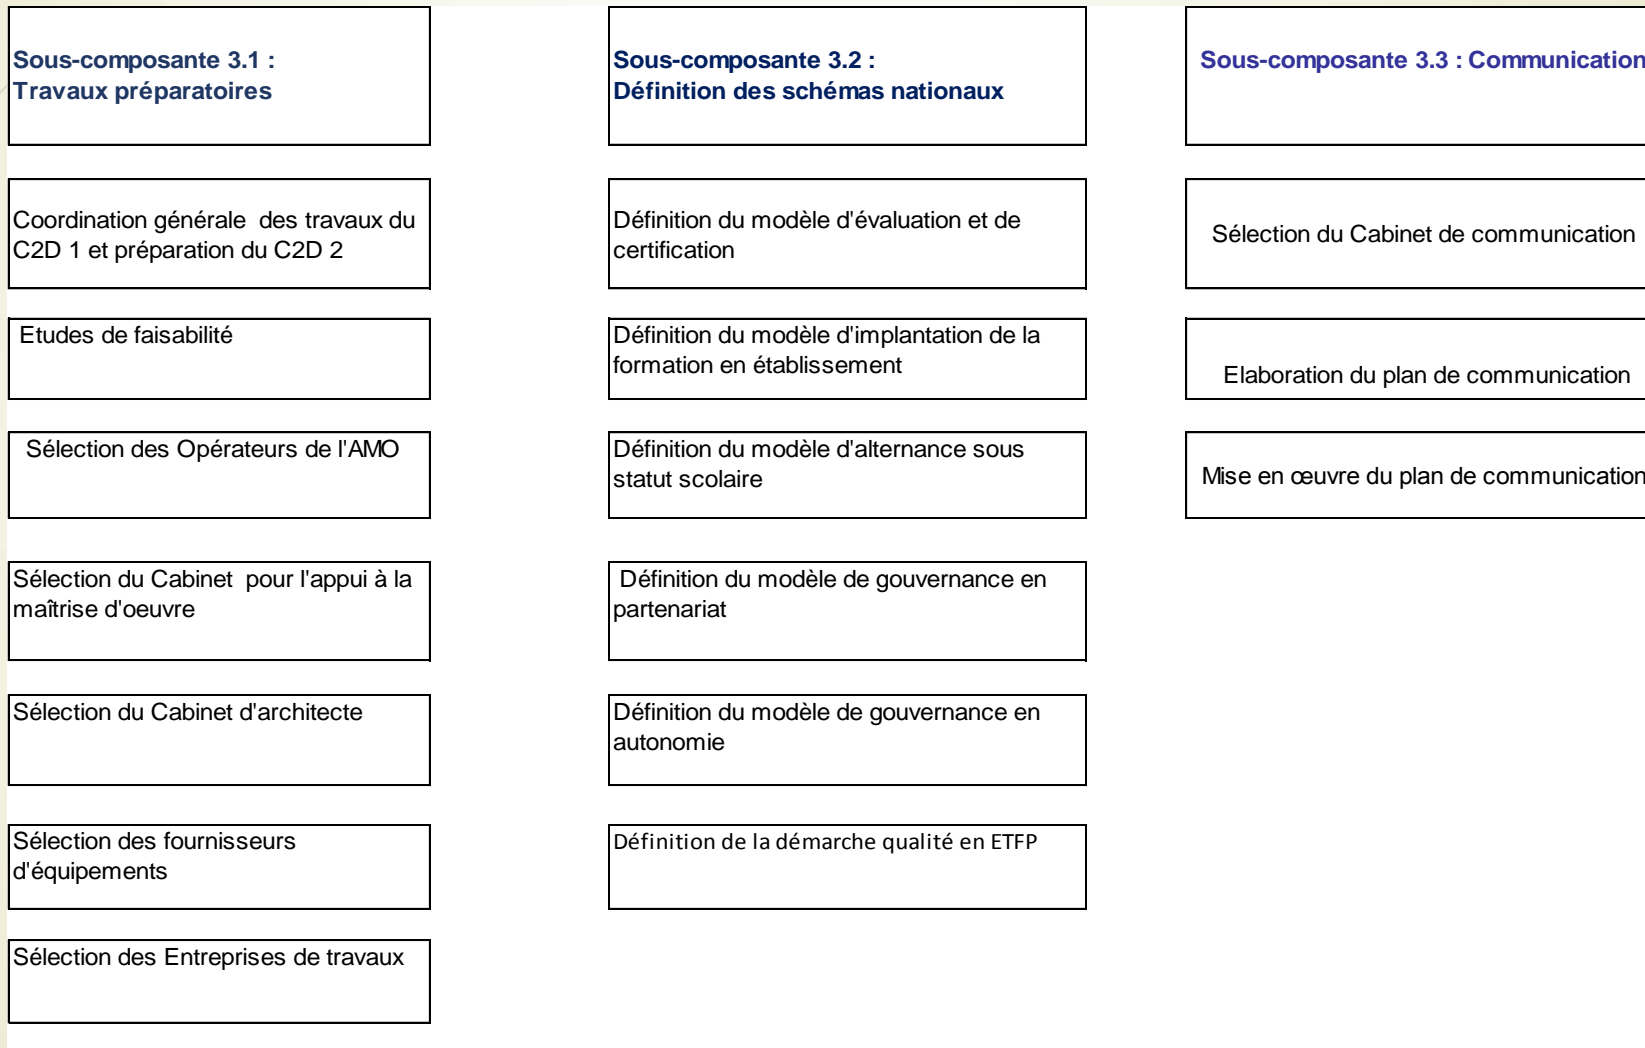 Sous-composante 3.1 :
Travaux préparatoires
Coordination générale  des travaux du
C2D 1 et préparation du C2D 2
Etudes de faisabilité
Sélection des Opérateurs de l'AMO
Sélection du Cabinet  pour l'appui à la
maîtrise d'oeuvre
Sélection du Cabinet d'architecte
Sélection des fournisseurs
d'équipements
Sélection des Entreprises de travaux
Sous-composante 3.2 :
Définition des schémas nationaux
Définition du modèle d'évaluation et de
certification
Définition du modèle d'implantation de la
formation en établissement
Définition du modèle d'alternance sous
statut scolaire
Définition du modèle de gouvernance en
partenariat
Définition du modèle de gouvernance en
autonomie
Définition de la démarche qualité en ETFP
Sous-composante 3.3 : Communication
Sélection du Cabinet de communication
Elaboration du plan de communication
Mise en œuvre du plan de communication